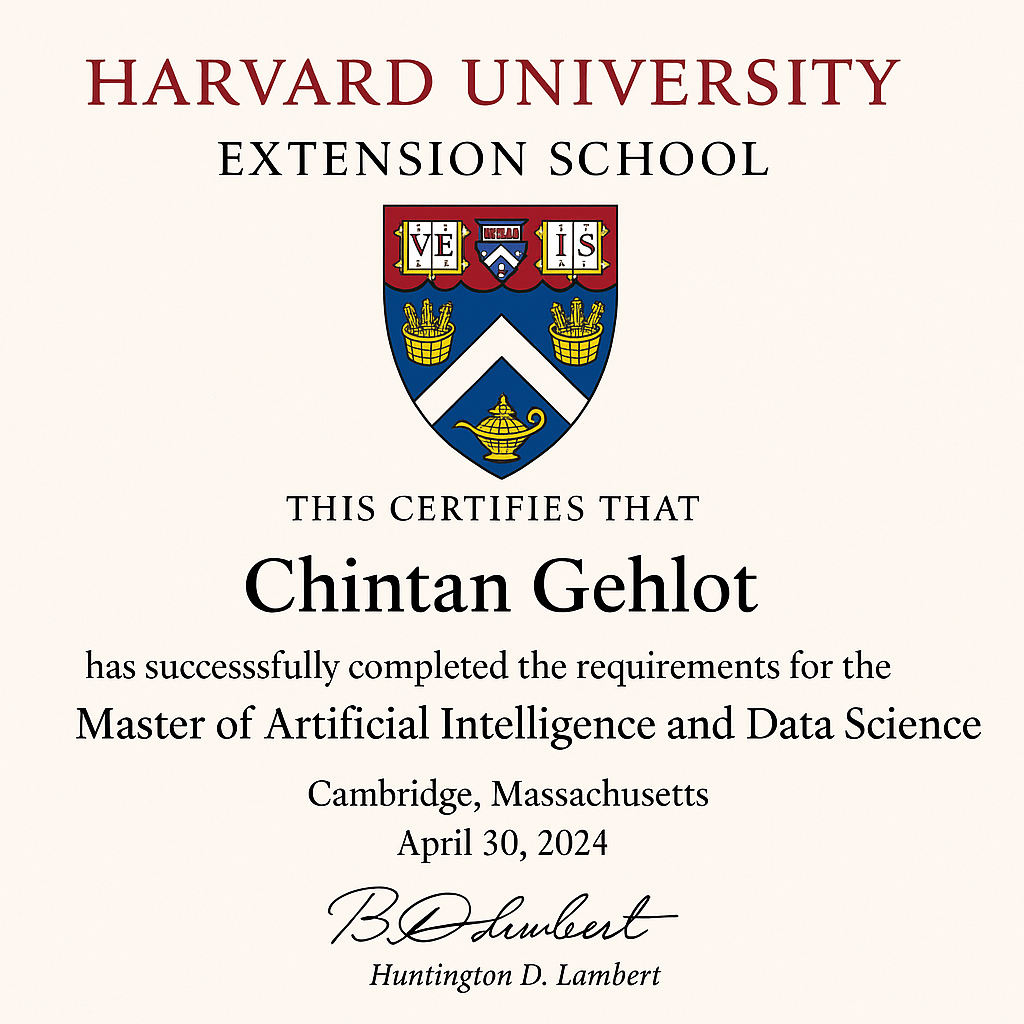 HARVARD UNIVERSITY
EXTENSION SCHOOL
VE IS
THIS CERTIFIES THAT
Chintan Gehlot
has successsfully completed the requirements for the
Master of Artificial Intelligence and Data Science
Cambridge, Massachusetts
April 30, 2024
Huntington D. Lambert